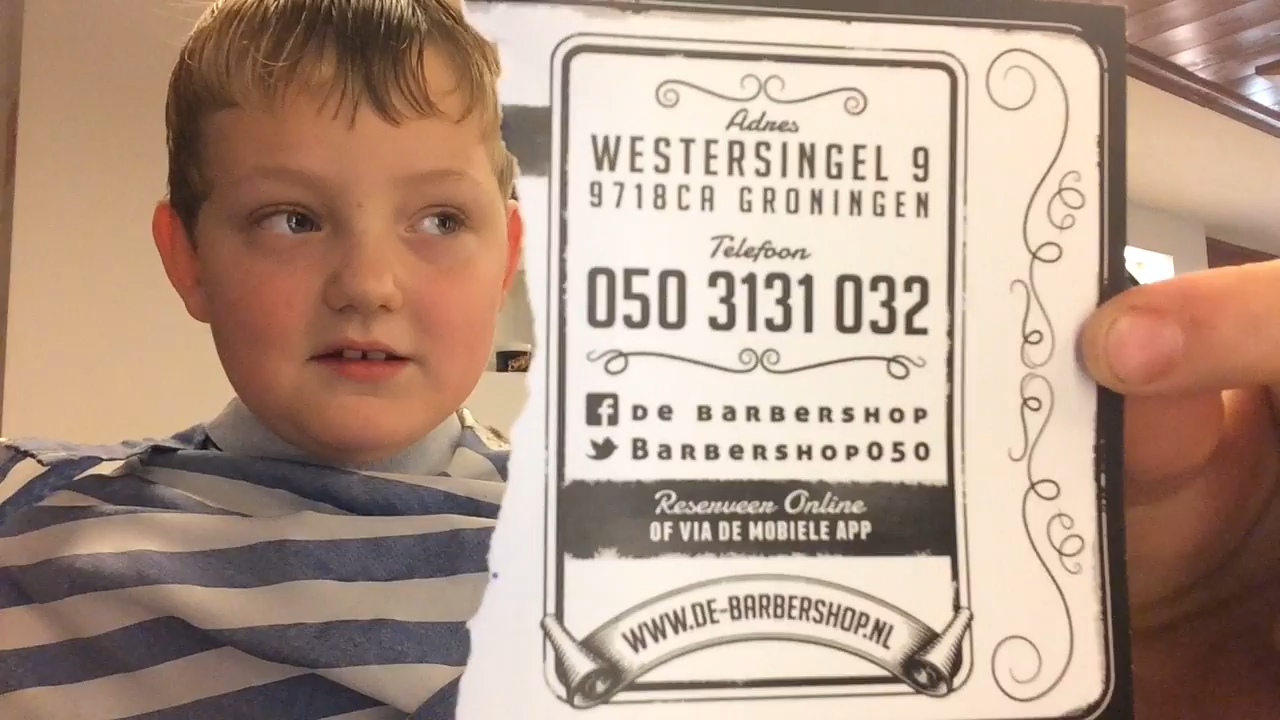 Adres
WESTERSINGEL 9
9718CA GRONINGEN
Telefoon
050 3131 032
De BarBerSHOP
BarBerSHOP050
Reserveer Online
OF VIA DE MOBIELE APP
WWW.DE-BARBERSHOP.NL